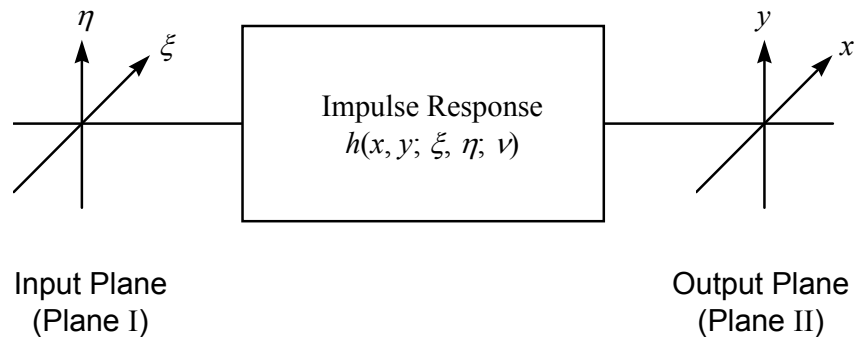 η
ξ
Impulse Response
h(x, y; ξ, η; ν)
y
x
Input Plane
(Plane I)
Output Plane
(Plane II)